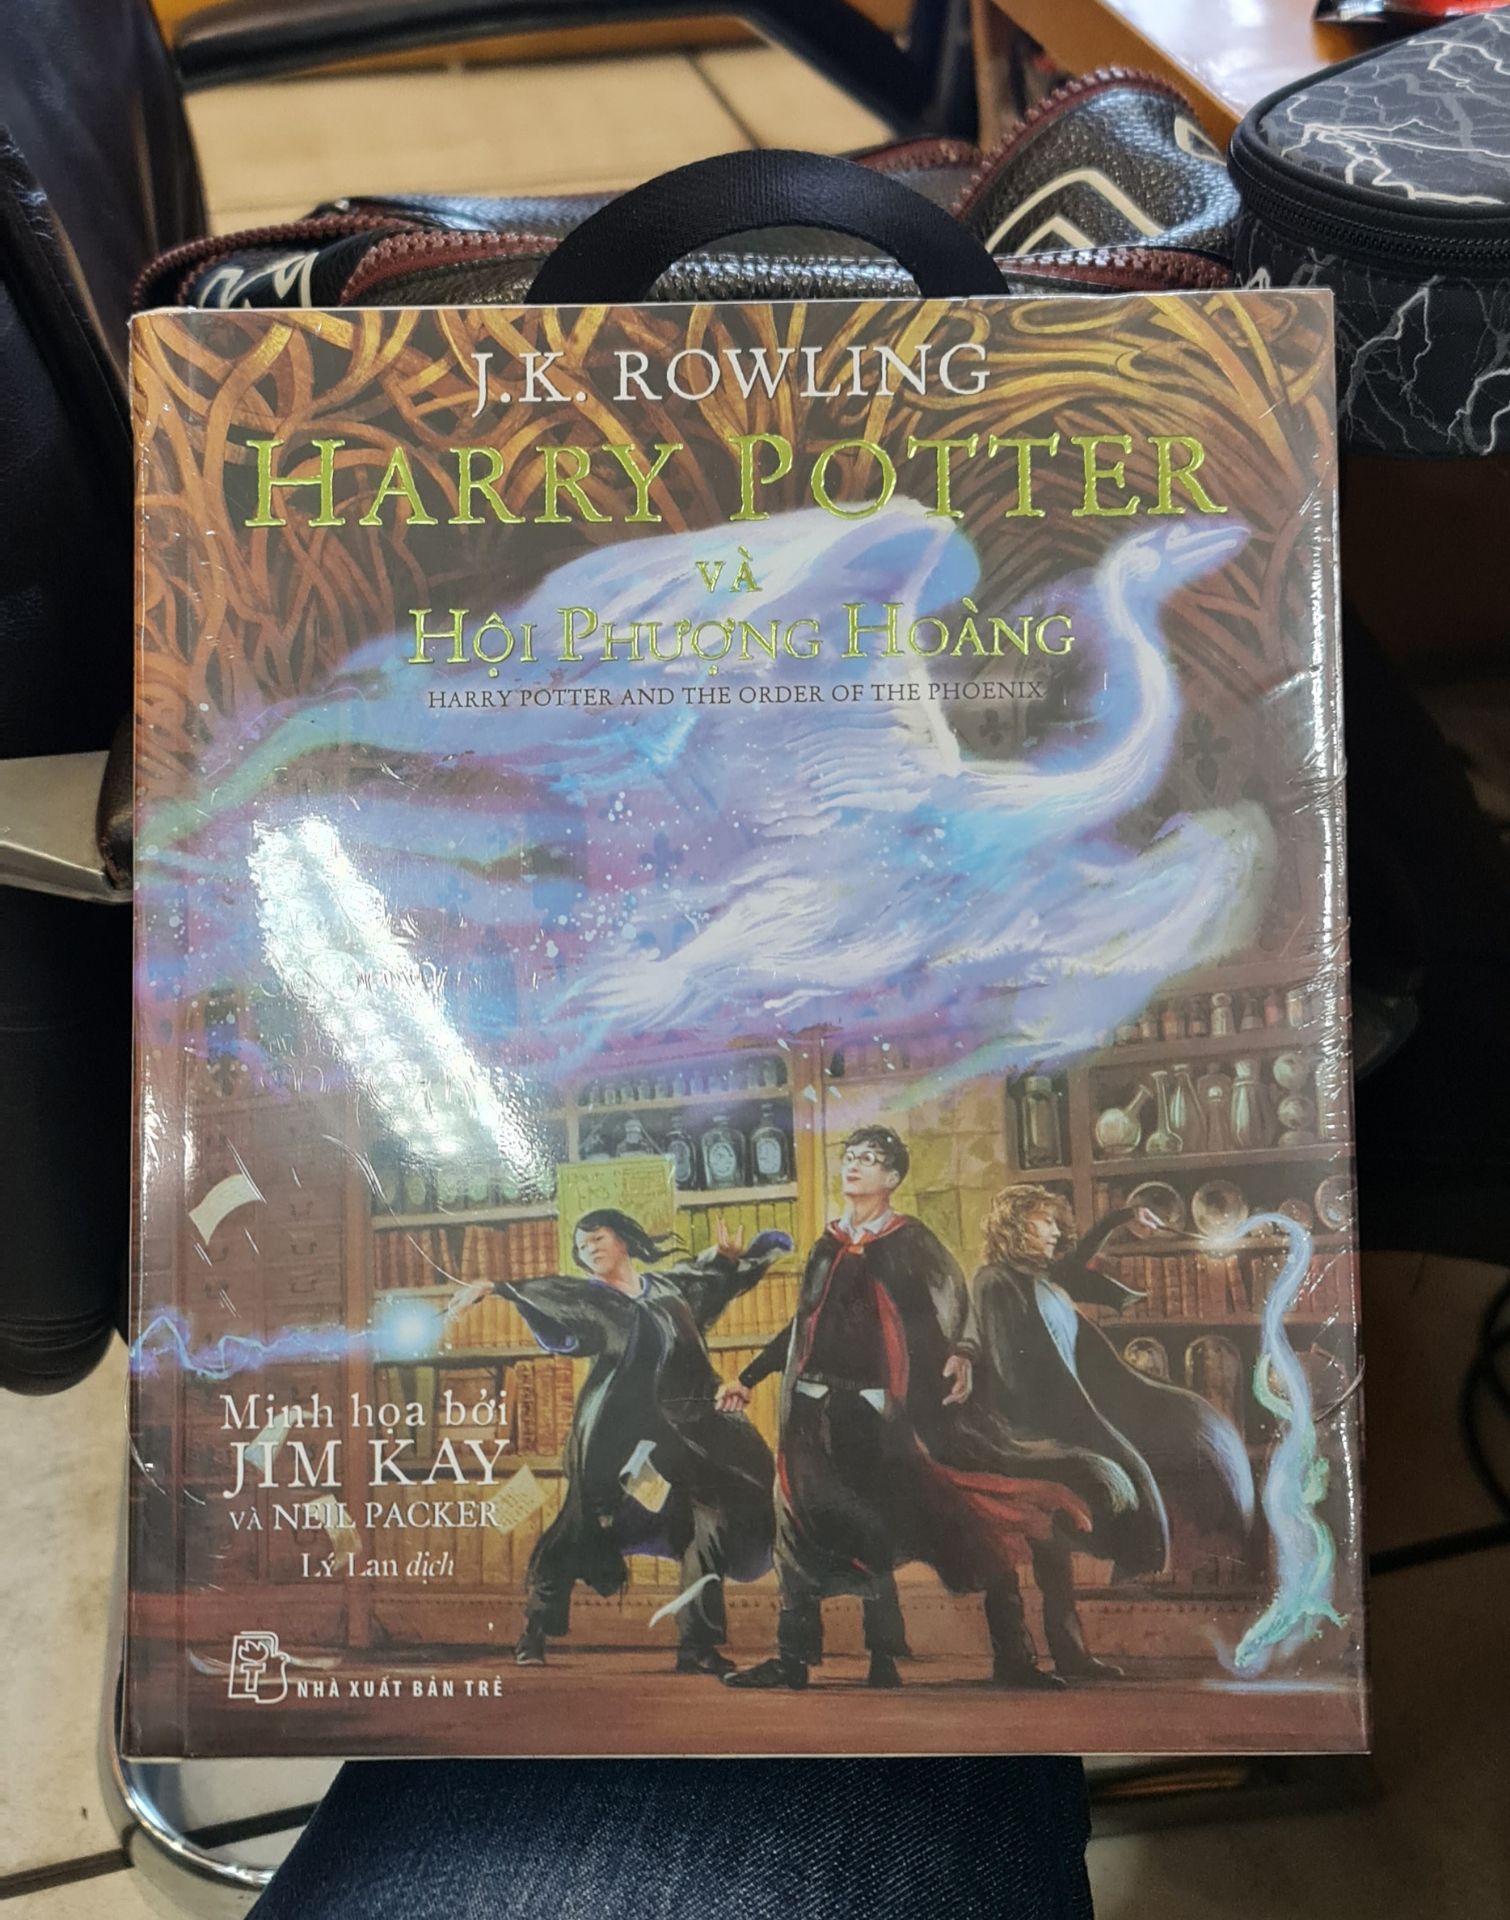 J.K. ROWLING
HARRY POTTER
VÀ
HỘI PHƯỢNG HOÀNG
HARRY POTTER AND THE ORDER OF THE PHOENIX
Minh họa bởi
JIM KAY
VÀ NEIL PACKER
Lý Lan dịch
NHÀ XUẤT BẢN TRẺ